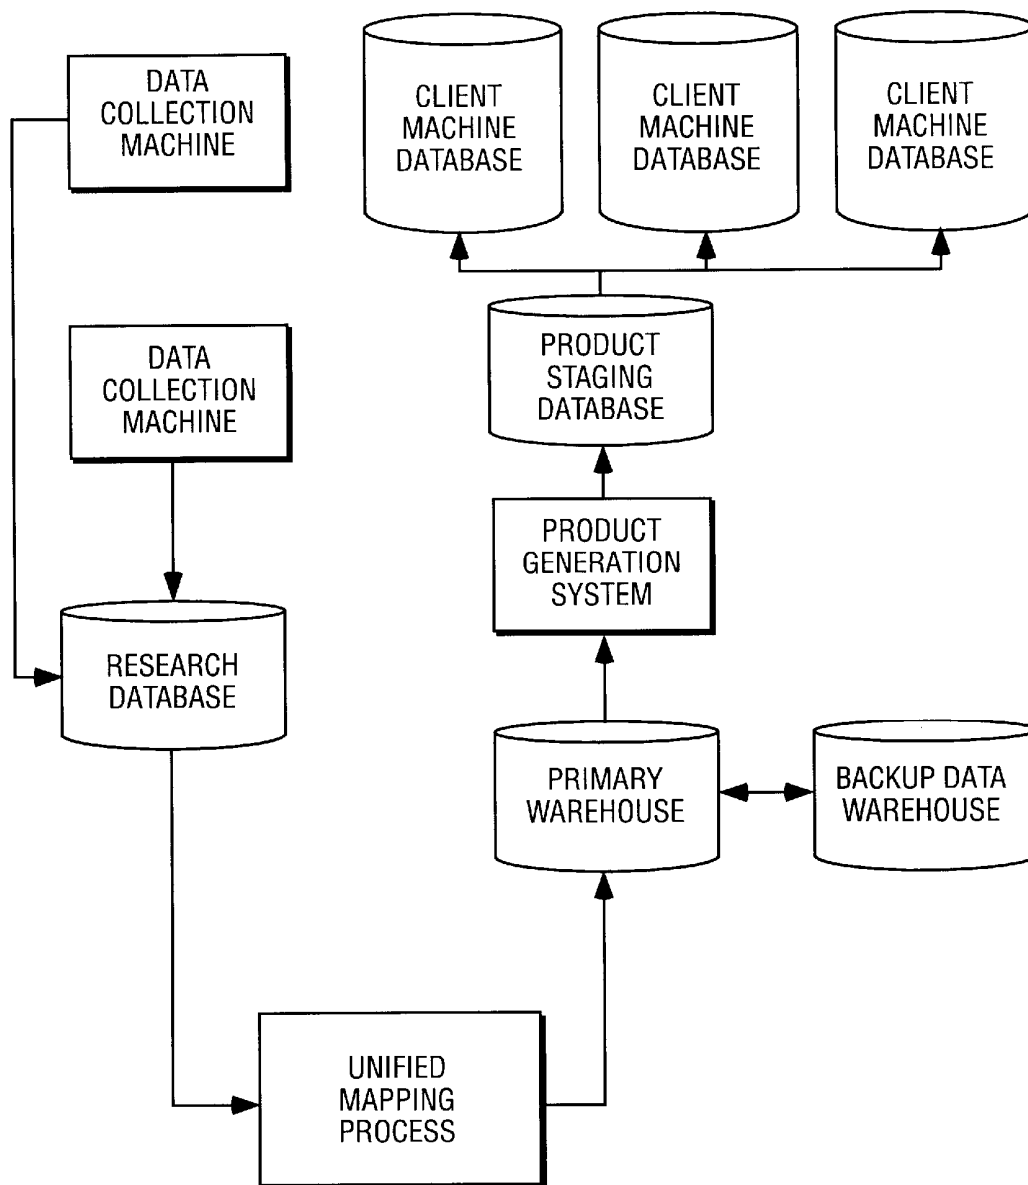 DATA
COLLECTION
MACHINE
CLIENT
MACHINE
DATABASE
CLIENT
MACHINE
DATABASE
CLIENT
MACHINE
DATABASE
DATA
COLLECTION
MACHINE
PRODUCT
STAGING
DATABASE
PRODUCT
GENERATION
SYSTEM
RESEARCH
DATABASE
PRIMARY
WAREHOUSE
BACKUP DATA
WAREHOUSE
UNIFIED
MAPPING
PROCESS